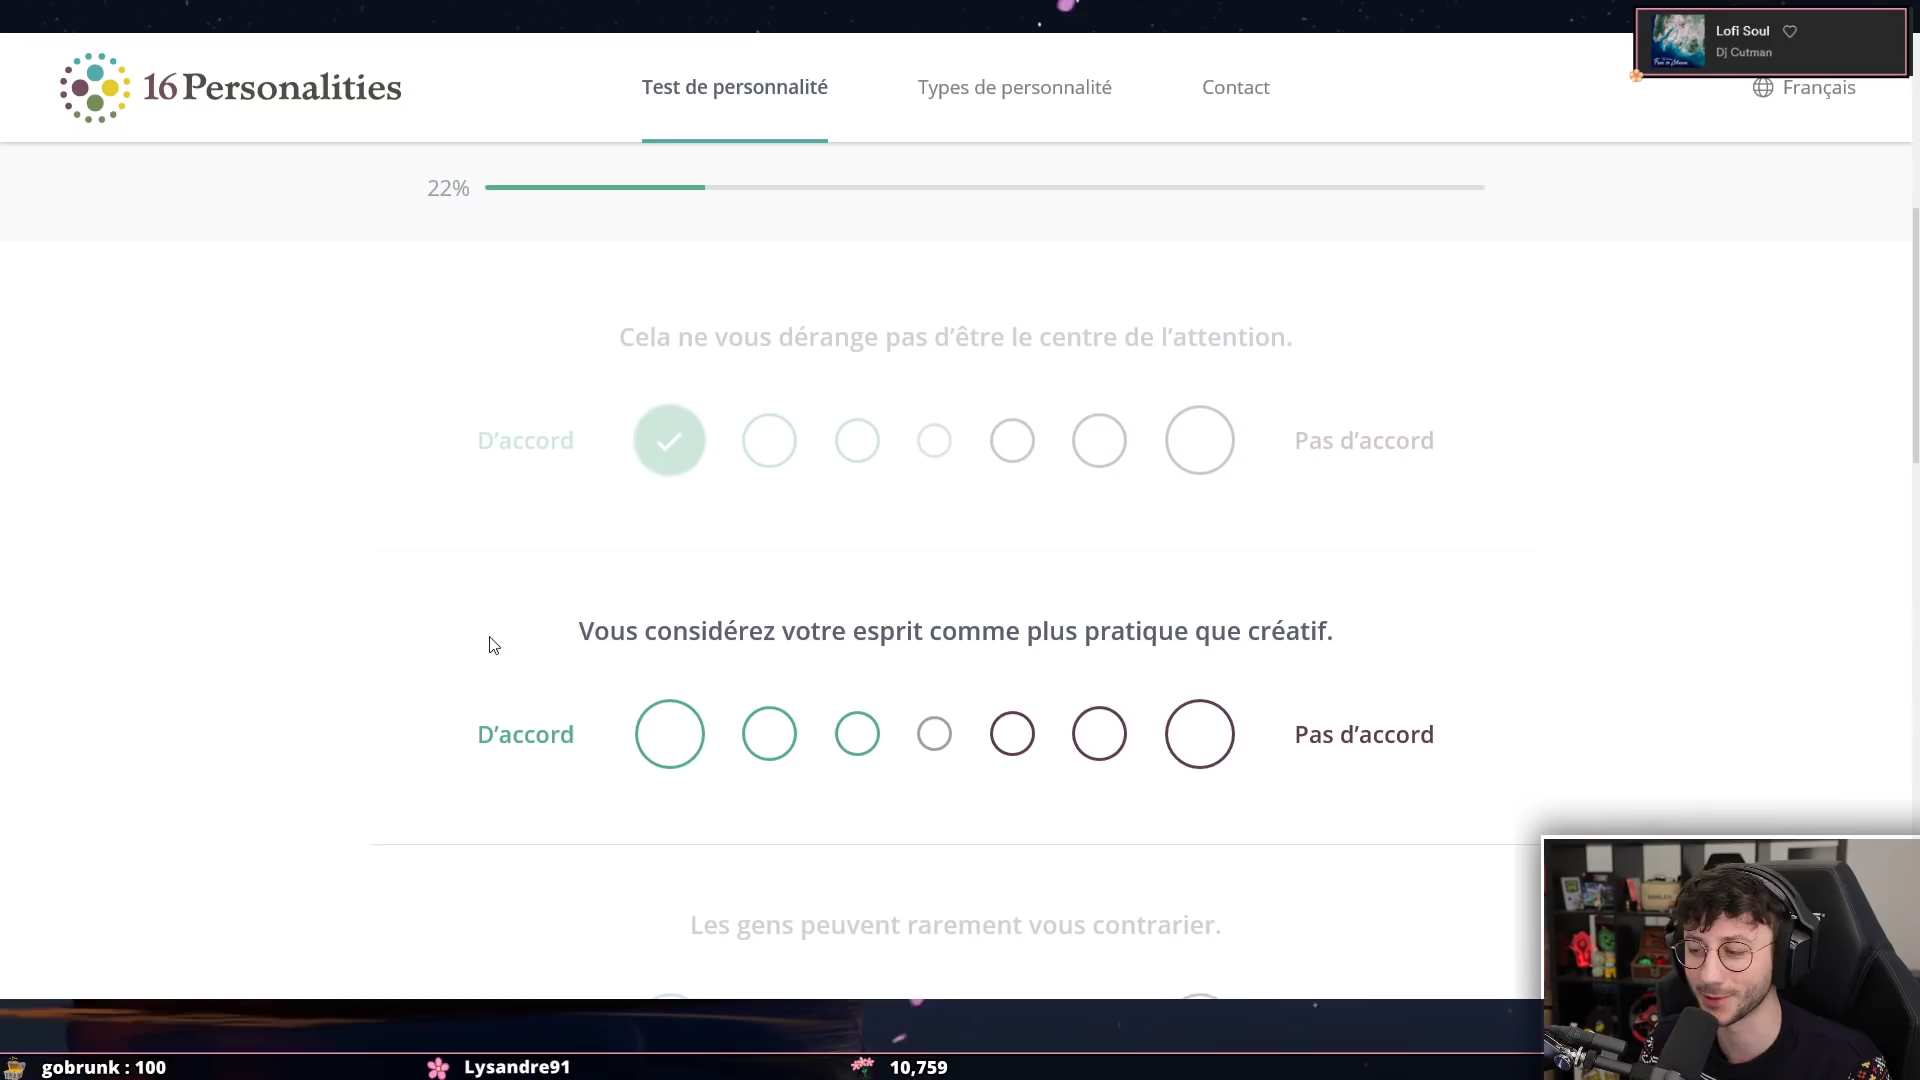 Lofi Soul
Dj Cutman
16Personalities
Test de personnalité
Types de personnalité
Contact
Français
22%
Cela ne vous dérange pas d’être le centre de l’attention.
D’accord
Pas d’accord
Vous considérez votre esprit comme plus pratique que créatif.
D’accord
Pas d’accord
Les gens peuvent rarement vous contrarier.
gobrunk : 100
Lysandre91
10,759